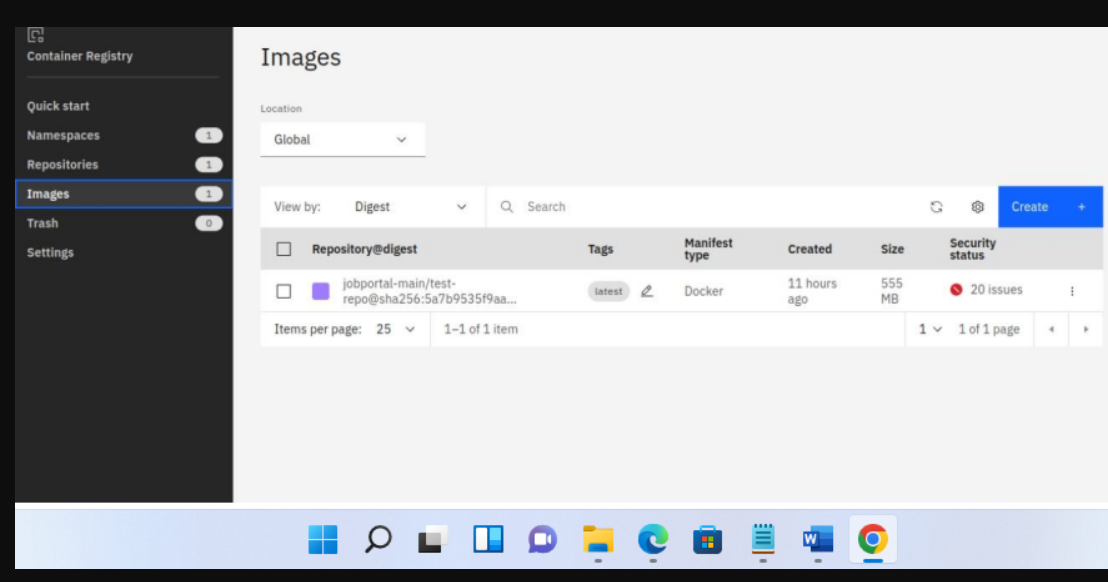 Container Registry
Quick start
Namespaces 1
Repositories 1
Images 1
Trash 0
Settings
Images
Location
Global
View by: Digest Search Create +
Repository@digest Tags Manifest type Created Size Security status
jobportal-main/test-
repo@sha256:5a7b9535f9aa... latest Docker 11 hours ago 555 MB 20 issues
Items per page: 25 1–1 of 1 item 1 1 of 1 page
W